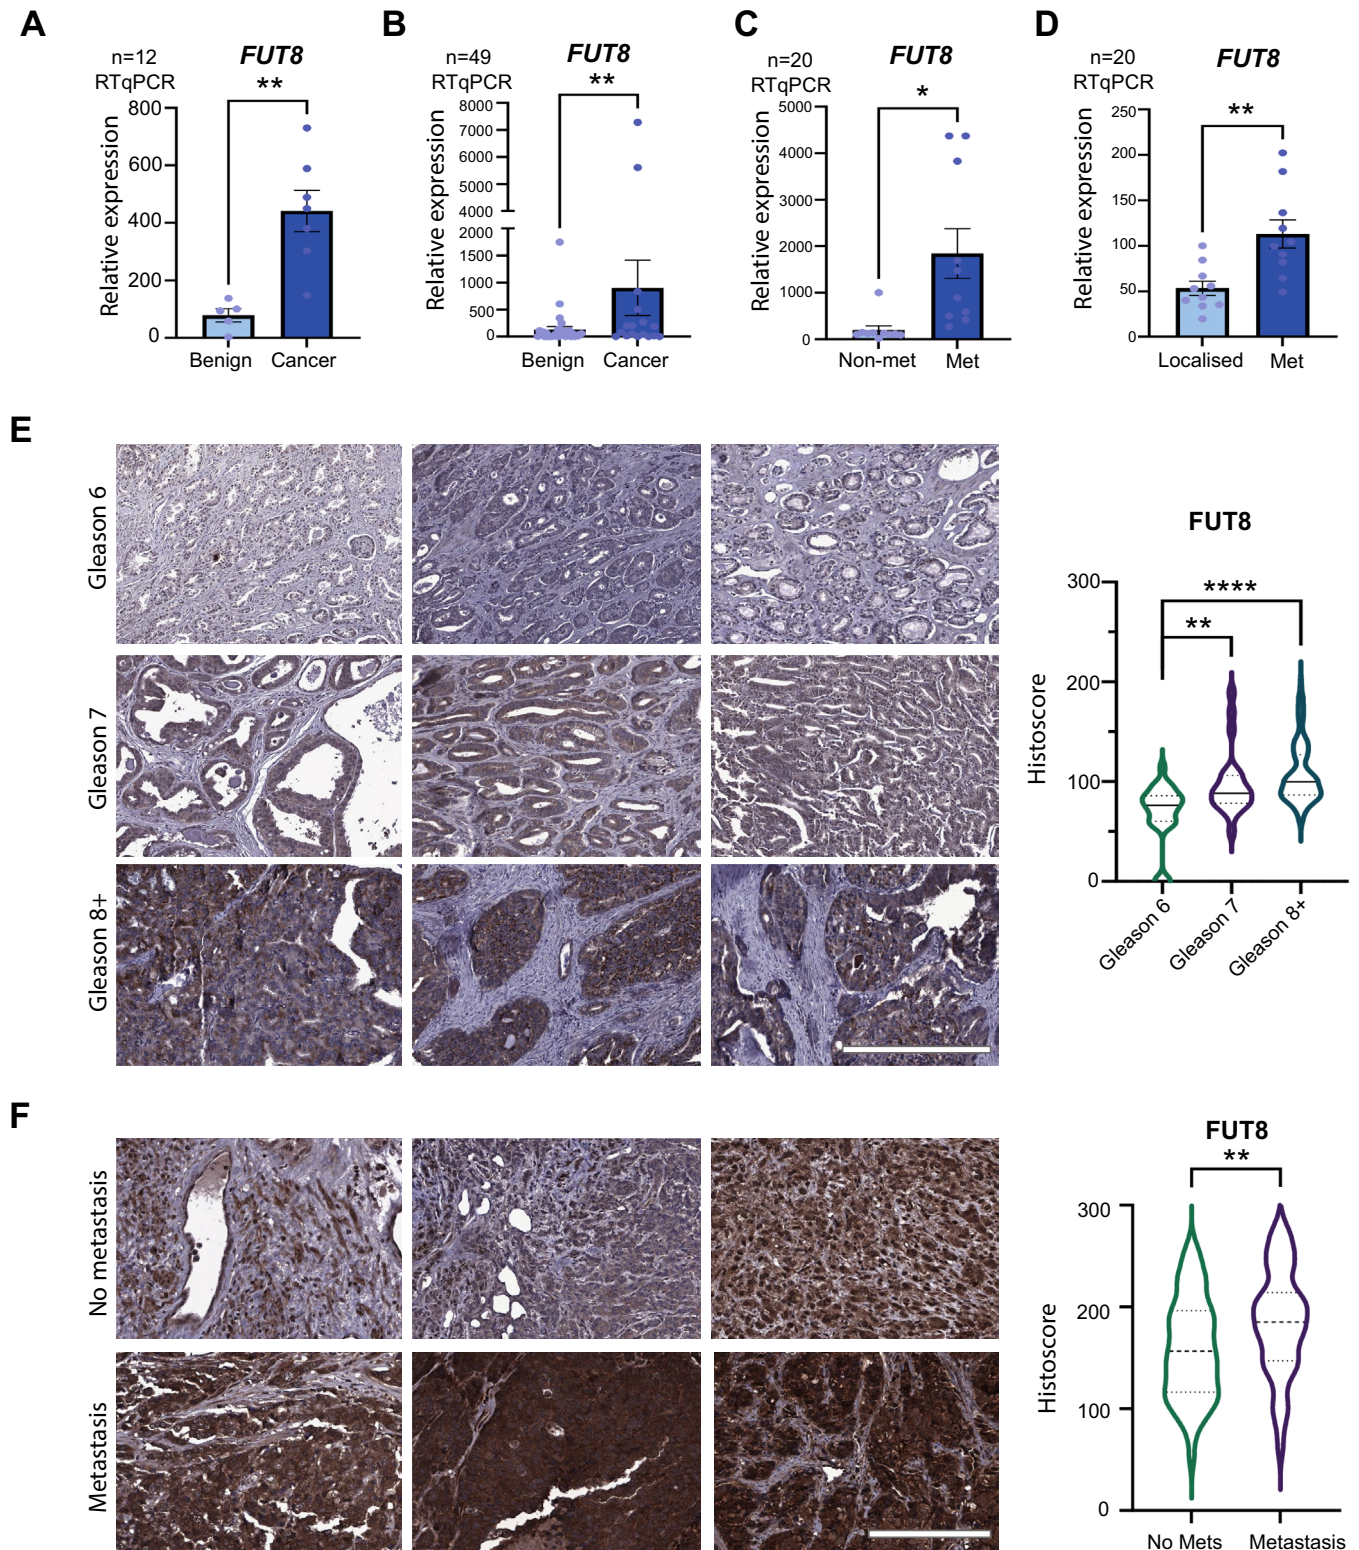 A
n=12
RTqPCR
FUT8
**
Relative expression
800
600
400
200
0
Benign
Cancer
B
n=49
RTqPCR
FUT8
**
Relative expression
8000
7000
6000
5000
4000
2000
1500
1000
500
0
Benign
Cancer
C
n=20
RTqPCR
FUT8
*
Relative expression
5000
4000
3000
2000
1000
0
Non-met
Met
D
n=20
RTqPCR
FUT8
**
Relative expression
250
200
150
100
50
0
Localised
Met
E
Gleason 6
Gleason 7
Gleason 8+
FUT8
****
**
Histoscore
300
200
100
0
Gleason 6
Gleason 7
Gleason 8+
F
No metastasis
Metastasis
FUT8
**
Histoscore
300
200
100
0
No Mets
Metastasis